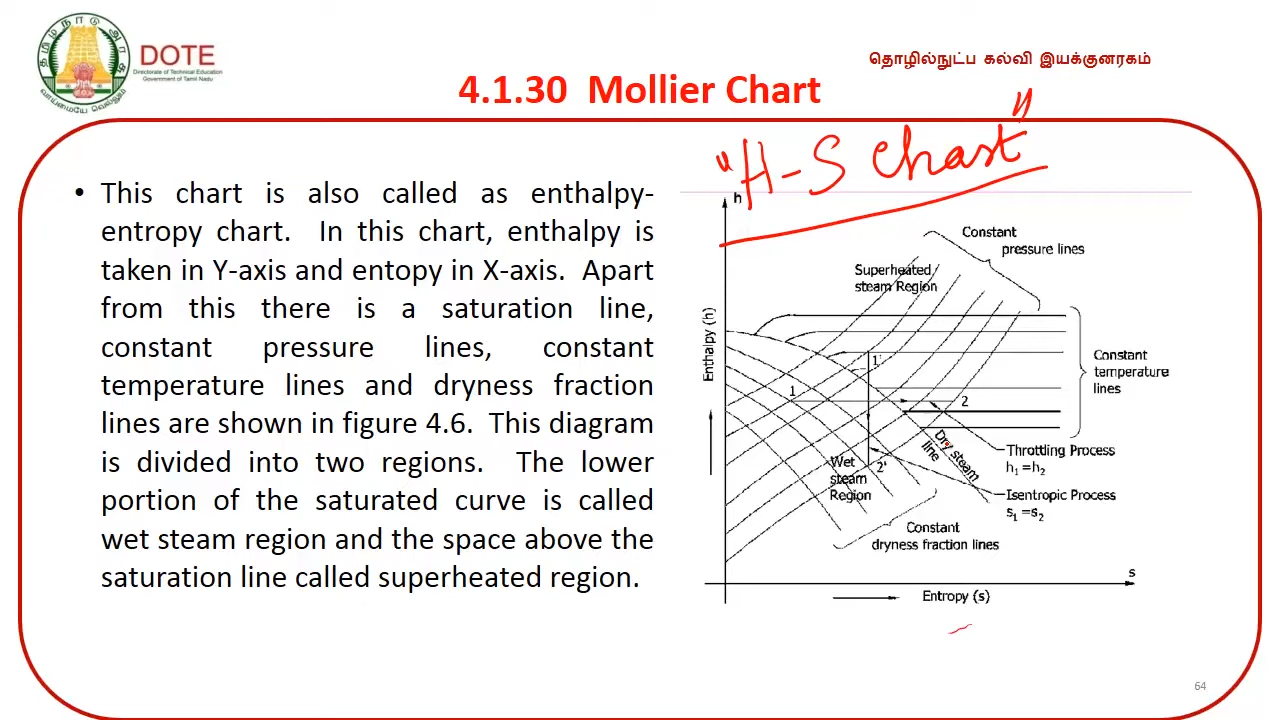 தமிழ்நாடு அரசு
வாய்மையே வெல்லும்
DOTE
Directorate of Technical Education
Government of Tamil Nadu
தொழில்நுட்ப கல்வி இயக்குனரகம்
4.1.30 Mollier Chart
"H-S Chart"
• This chart is also called as enthalpy-
entropy chart. In this chart, enthalpy is
taken in Y-axis and entopy in X-axis. Apart
from this there is a saturation line,
constant pressure lines, constant
temperature lines and dryness fraction
lines are shown in figure 4.6. This diagram
is divided into two regions. The lower
portion of the saturated curve is called
wet steam region and the space above the
saturation line called superheated region.
h
Constant
pressure lines
Superheated
steam Region
Enthalpy (h)
Constant
temperature
lines
1'
1
2
Dry steam
line
Throttling Process
h₁ =h₂
Wet
steam
Region
2'
Isentropic Process
s₁ =s₂
Constant
dryness fraction lines
s
Entropy (s)
64